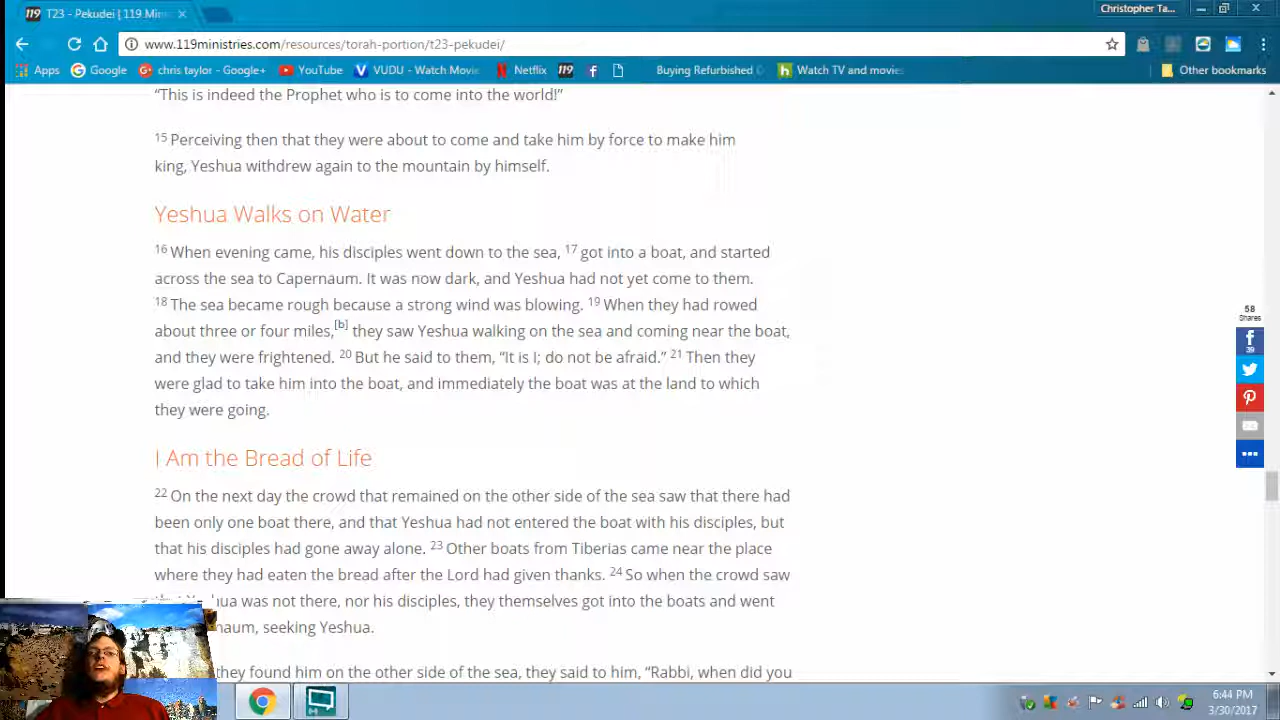 T23 - Pekudei | 119 Min
Christopher Ta...
www.119ministries.com/resources/torah-portion/t23-pekudei/
Apps Google chris taylor - Google+ YouTube VUDU - Watch Movie Netflix 119 Buying Refurbished Watch TV and movies Other bookmarks
“This is indeed the Prophet who is to come into the world!”
15 Perceiving then that they were about to come and take him by force to make him
king, Yeshua withdrew again to the mountain by himself.
Yeshua Walks on Water
16 When evening came, his disciples went down to the sea, 17 got into a boat, and started
across the sea to Capernaum. It was now dark, and Yeshua had not yet come to them.
18 The sea became rough because a strong wind was blowing. 19 When they had rowed
about three or four miles,[b] they saw Yeshua walking on the sea and coming near the boat,
and they were frightened. 20 But he said to them, “It is I; do not be afraid.” 21 Then they
were glad to take him into the boat, and immediately the boat was at the land to which
they were going.
I Am the Bread of Life
22 On the next day the crowd that remained on the other side of the sea saw that there had
been only one boat there, and that Yeshua had not entered the boat with his disciples, but
that his disciples had gone away alone. 23 Other boats from Tiberias came near the place
where they had eaten the bread after the Lord had given thanks. 24 So when the crowd saw
hua was not there, nor his disciples, they themselves got into the boats and went
naum, seeking Yeshua.
they found him on the other side of the sea, they said to him, “Rabbi, when did you
58
Shares
39
6:44 PM
3/30/2017